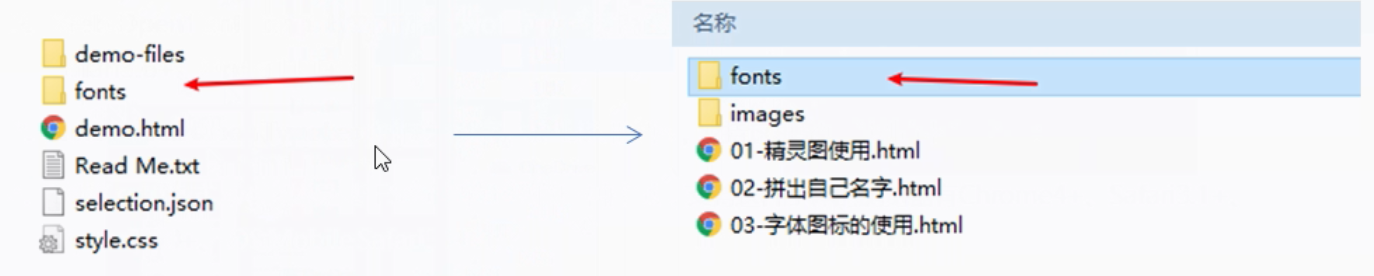 demo-files
fonts
demo.html
Read Me.txt
selection.json
style.css
名称
fonts
images
01-精灵图使用.html
02-拼出自己名字.html
03-字体图标的使用.html